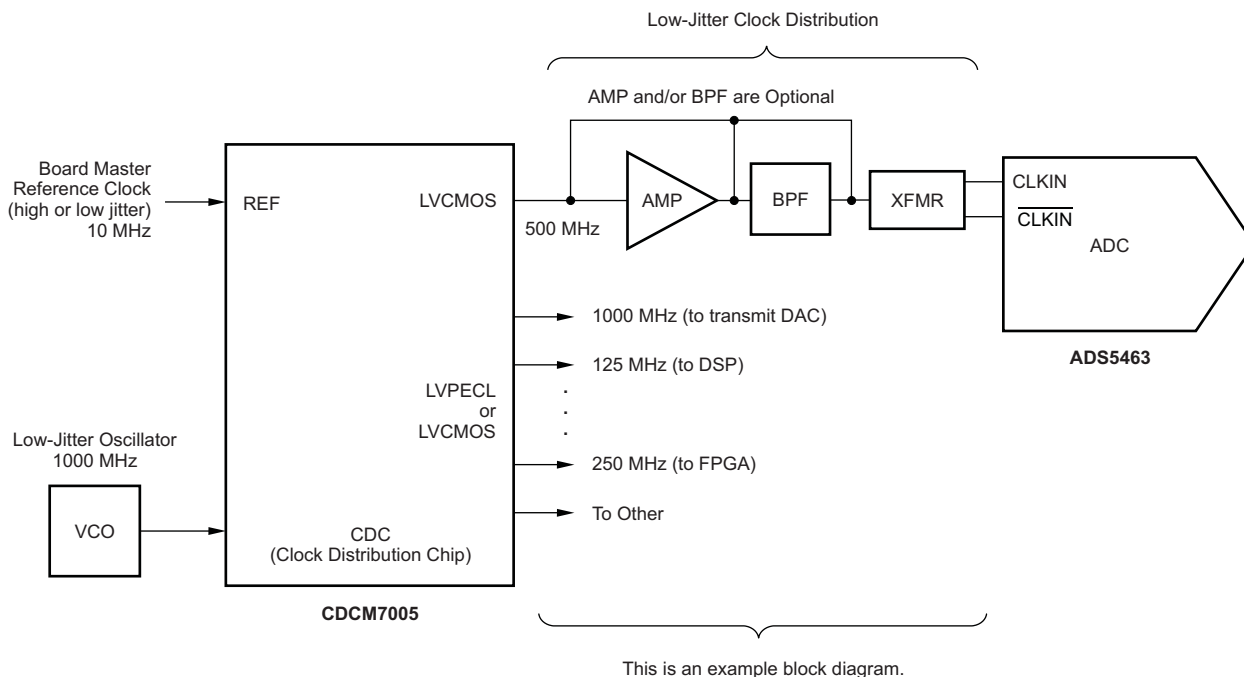 Low-Jitter Clock Distribution
AMP and/or BPF are Optional
Board Master
Reference Clock
(high or low jitter)
10 MHz
REF
LVCMOS
500 MHz
AMP
BPF
XFMR
CLKIN
CLKIN
ADC
ADS5463
1000 MHz (to transmit DAC)
125 MHz (to DSP)
LVPECL
or
LVCMOS
.
.
.
250 MHz (to FPGA)
To Other
Low-Jitter Oscillator
1000 MHz
VCO
CDC
(Clock Distribution Chip)
CDCM7005
This is an example block diagram.